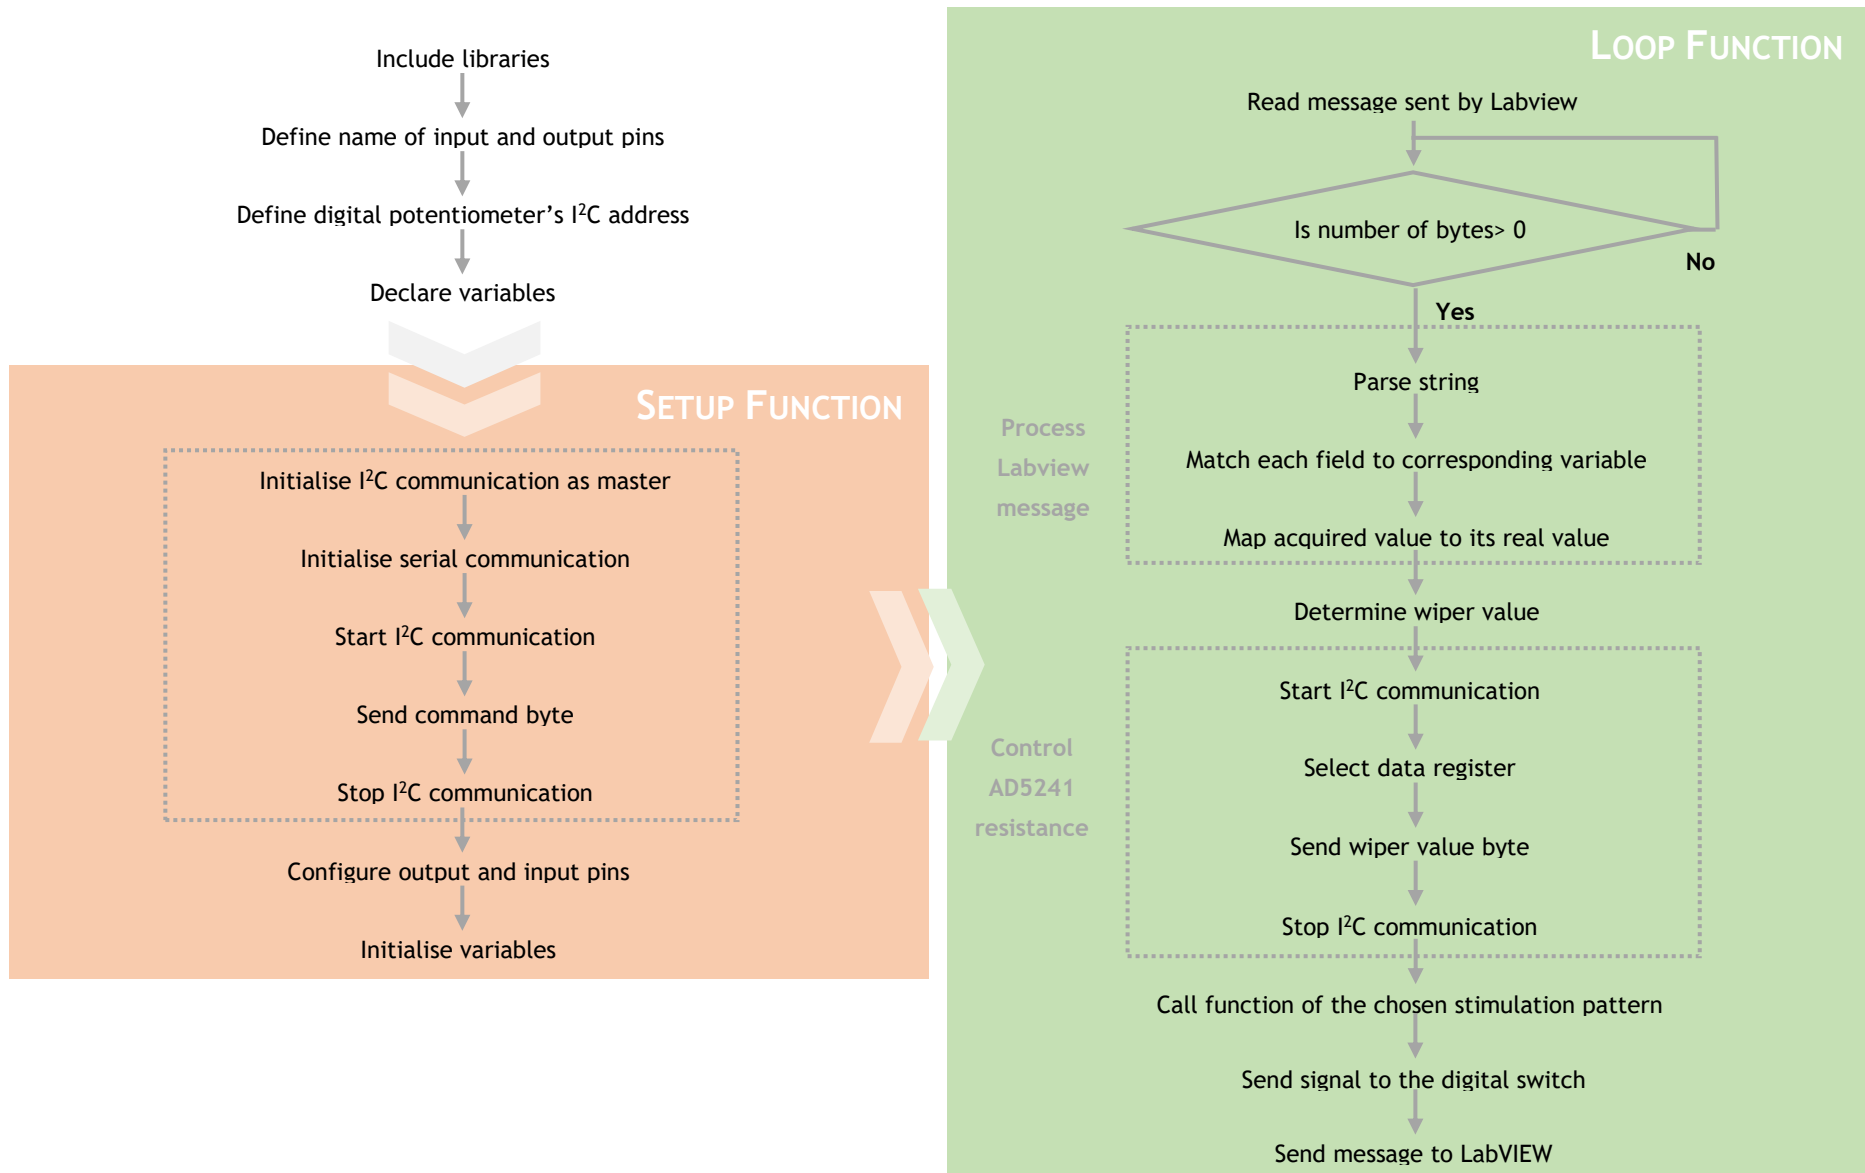 Include libraries
Define name of input and output pins
Define digital potentiometer's I²C address
Declare variables
SETUP FUNCTION
Initialise I²C communication as master
Initialise serial communication
Start I²C communication
Send command byte
Stop I²C communication
Configure output and input pins
Initialise variables
LOOP FUNCTION
Read message sent by Labview
Is number of bytes> 0
No
Yes
Process
Labview
message
Parse string
Match each field to corresponding variable
Map acquired value to its real value
Determine wiper value
Control
AD5241
resistance
Start I²C communication
Select data register
Send wiper value byte
Stop I²C communication
Call function of the chosen stimulation pattern
Send signal to the digital switch
Send message to LabVIEW